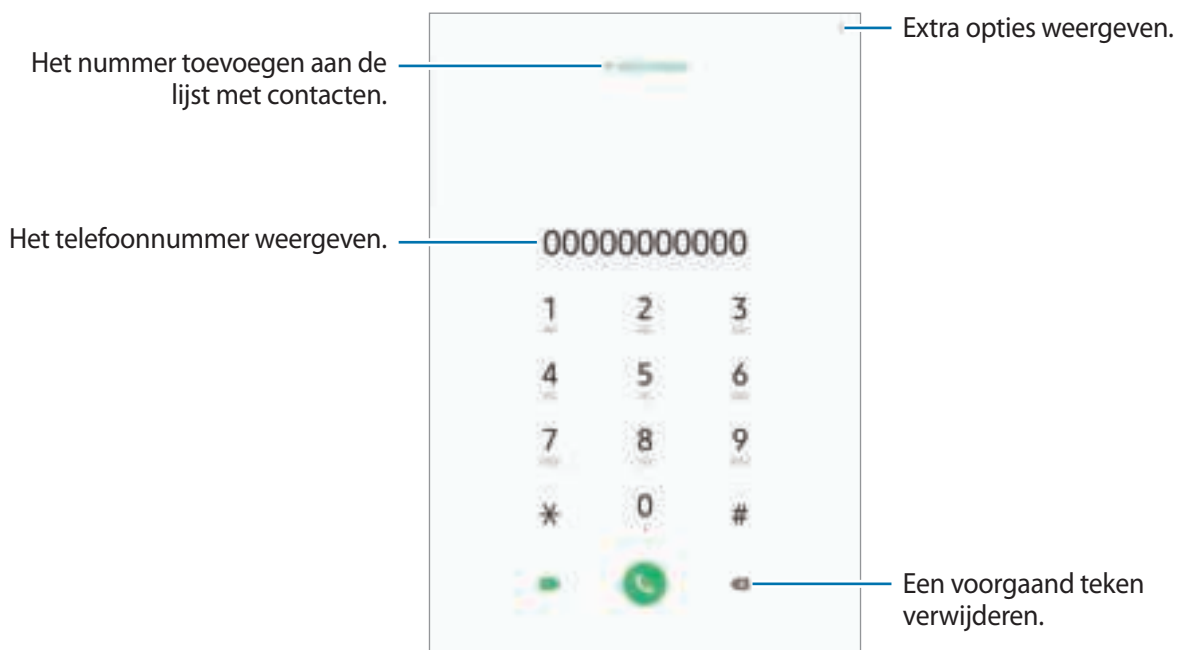 Extra opties weergeven.
Het nummer toevoegen aan de
lijst met contacten.
Het telefoonnummer weergeven.
00000000000
1 2 3
4 5 6
7 8 9
* 0 #
Een voorgaand teken
verwijderen.